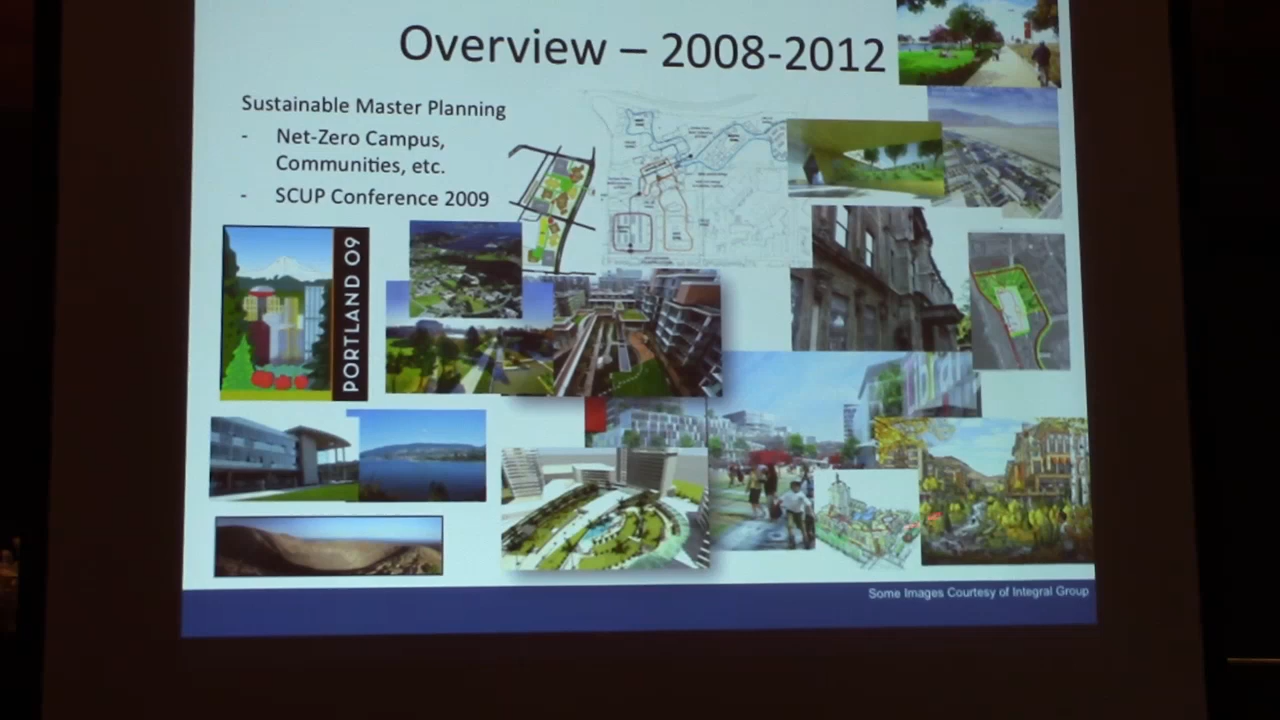 Overview – 2008-2012
Sustainable Master Planning
- Net-Zero Campus,
Communities, etc.
- SCUP Conference 2009
PORTLAND 09
Some Images Courtesy of Integral Group